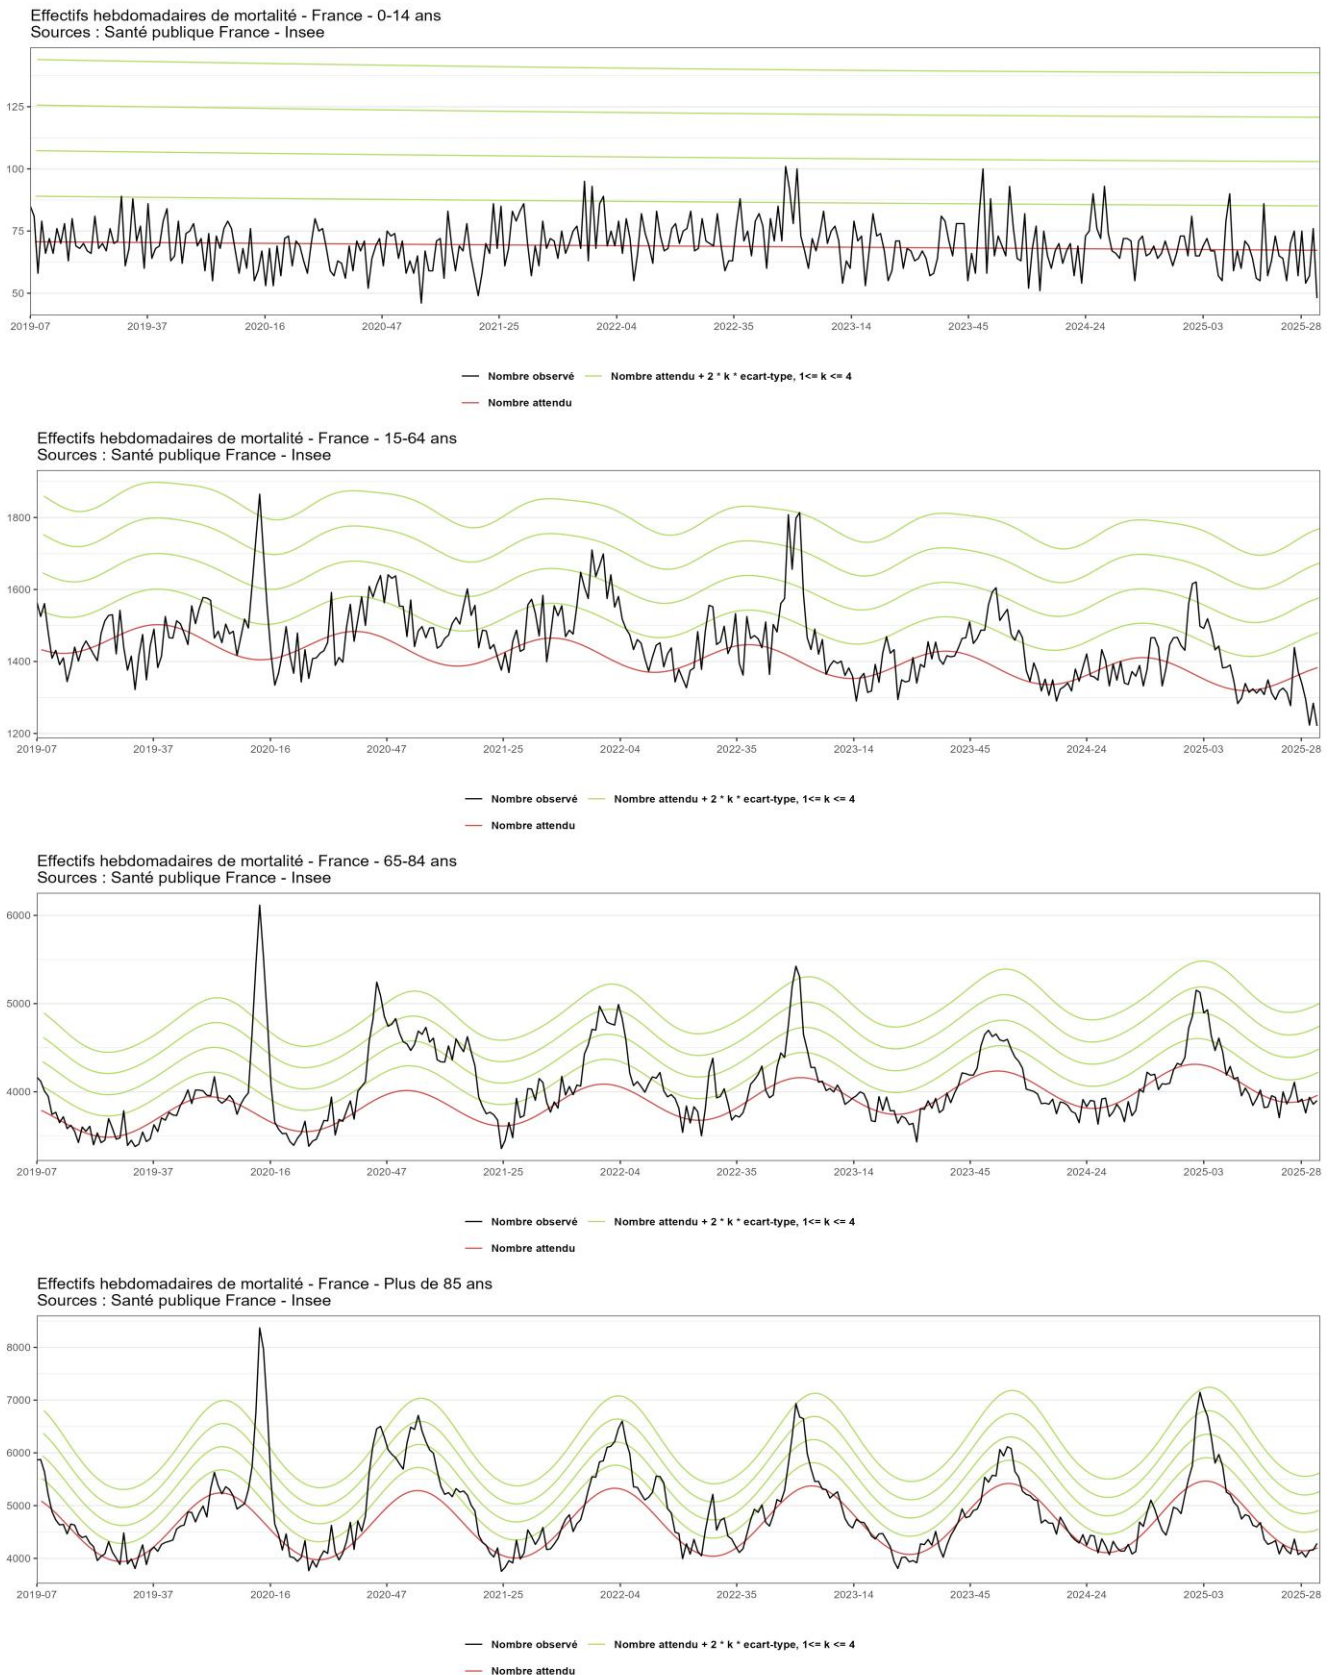 Effectifs hebdomadaires de mortalité - France - 0-14 ans
Sources : Santé publique France - Insee
125
100
75
50
2019-07 2019-37 2020-16 2020-47 2021-25 2022-04 2022-35 2023-14 2023-45 2024-24 2025-03 2025-28
Nombre observé Nombre attendu + 2 * k * ecart-type, 1<= k <= 4
Nombre attendu
Effectifs hebdomadaires de mortalité - France - 15-64 ans
Sources : Santé publique France - Insee
1800
1600
1400
1200
2019-07 2019-37 2020-16 2020-47 2021-25 2022-04 2022-35 2023-14 2023-45 2024-24 2025-03 2025-28
Nombre observé Nombre attendu + 2 * k * ecart-type, 1<= k <= 4
Nombre attendu
Effectifs hebdomadaires de mortalité - France - 65-84 ans
Sources : Santé publique France - Insee
6000
5000
4000
2019-07 2019-37 2020-16 2020-47 2021-25 2022-04 2022-35 2023-14 2023-45 2024-24 2025-03 2025-28
Nombre observé Nombre attendu + 2 * k * ecart-type, 1<= k <= 4
Nombre attendu
Effectifs hebdomadaires de mortalité - France - Plus de 85 ans
Sources : Santé publique France - Insee
8000
7000
6000
5000
4000
2019-07 2019-37 2020-16 2020-47 2021-25 2022-04 2022-35 2023-14 2023-45 2024-24 2025-03 2025-28
Nombre observé Nombre attendu + 2 * k * ecart-type, 1<= k <= 4
Nombre attendu